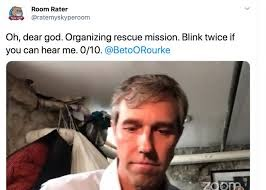 Room Rater
@ratemyskyperoom
Oh, dear god. Organizing rescue mission. Blink twice if
you can hear me. 0/10. @BetoORourke
zoom